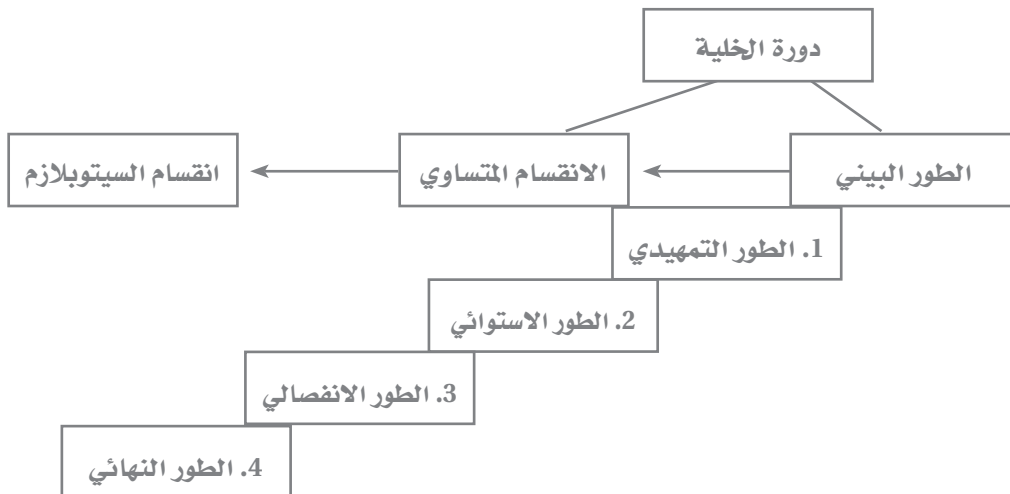 دورة الخلية
الطور البيني
الانقسام المتساوي
انقسام السيتوبلازم
1. الطور التمهيدي
2. الطور الاستوائي
3. الطور الانفصالي
4. الطور النهائي